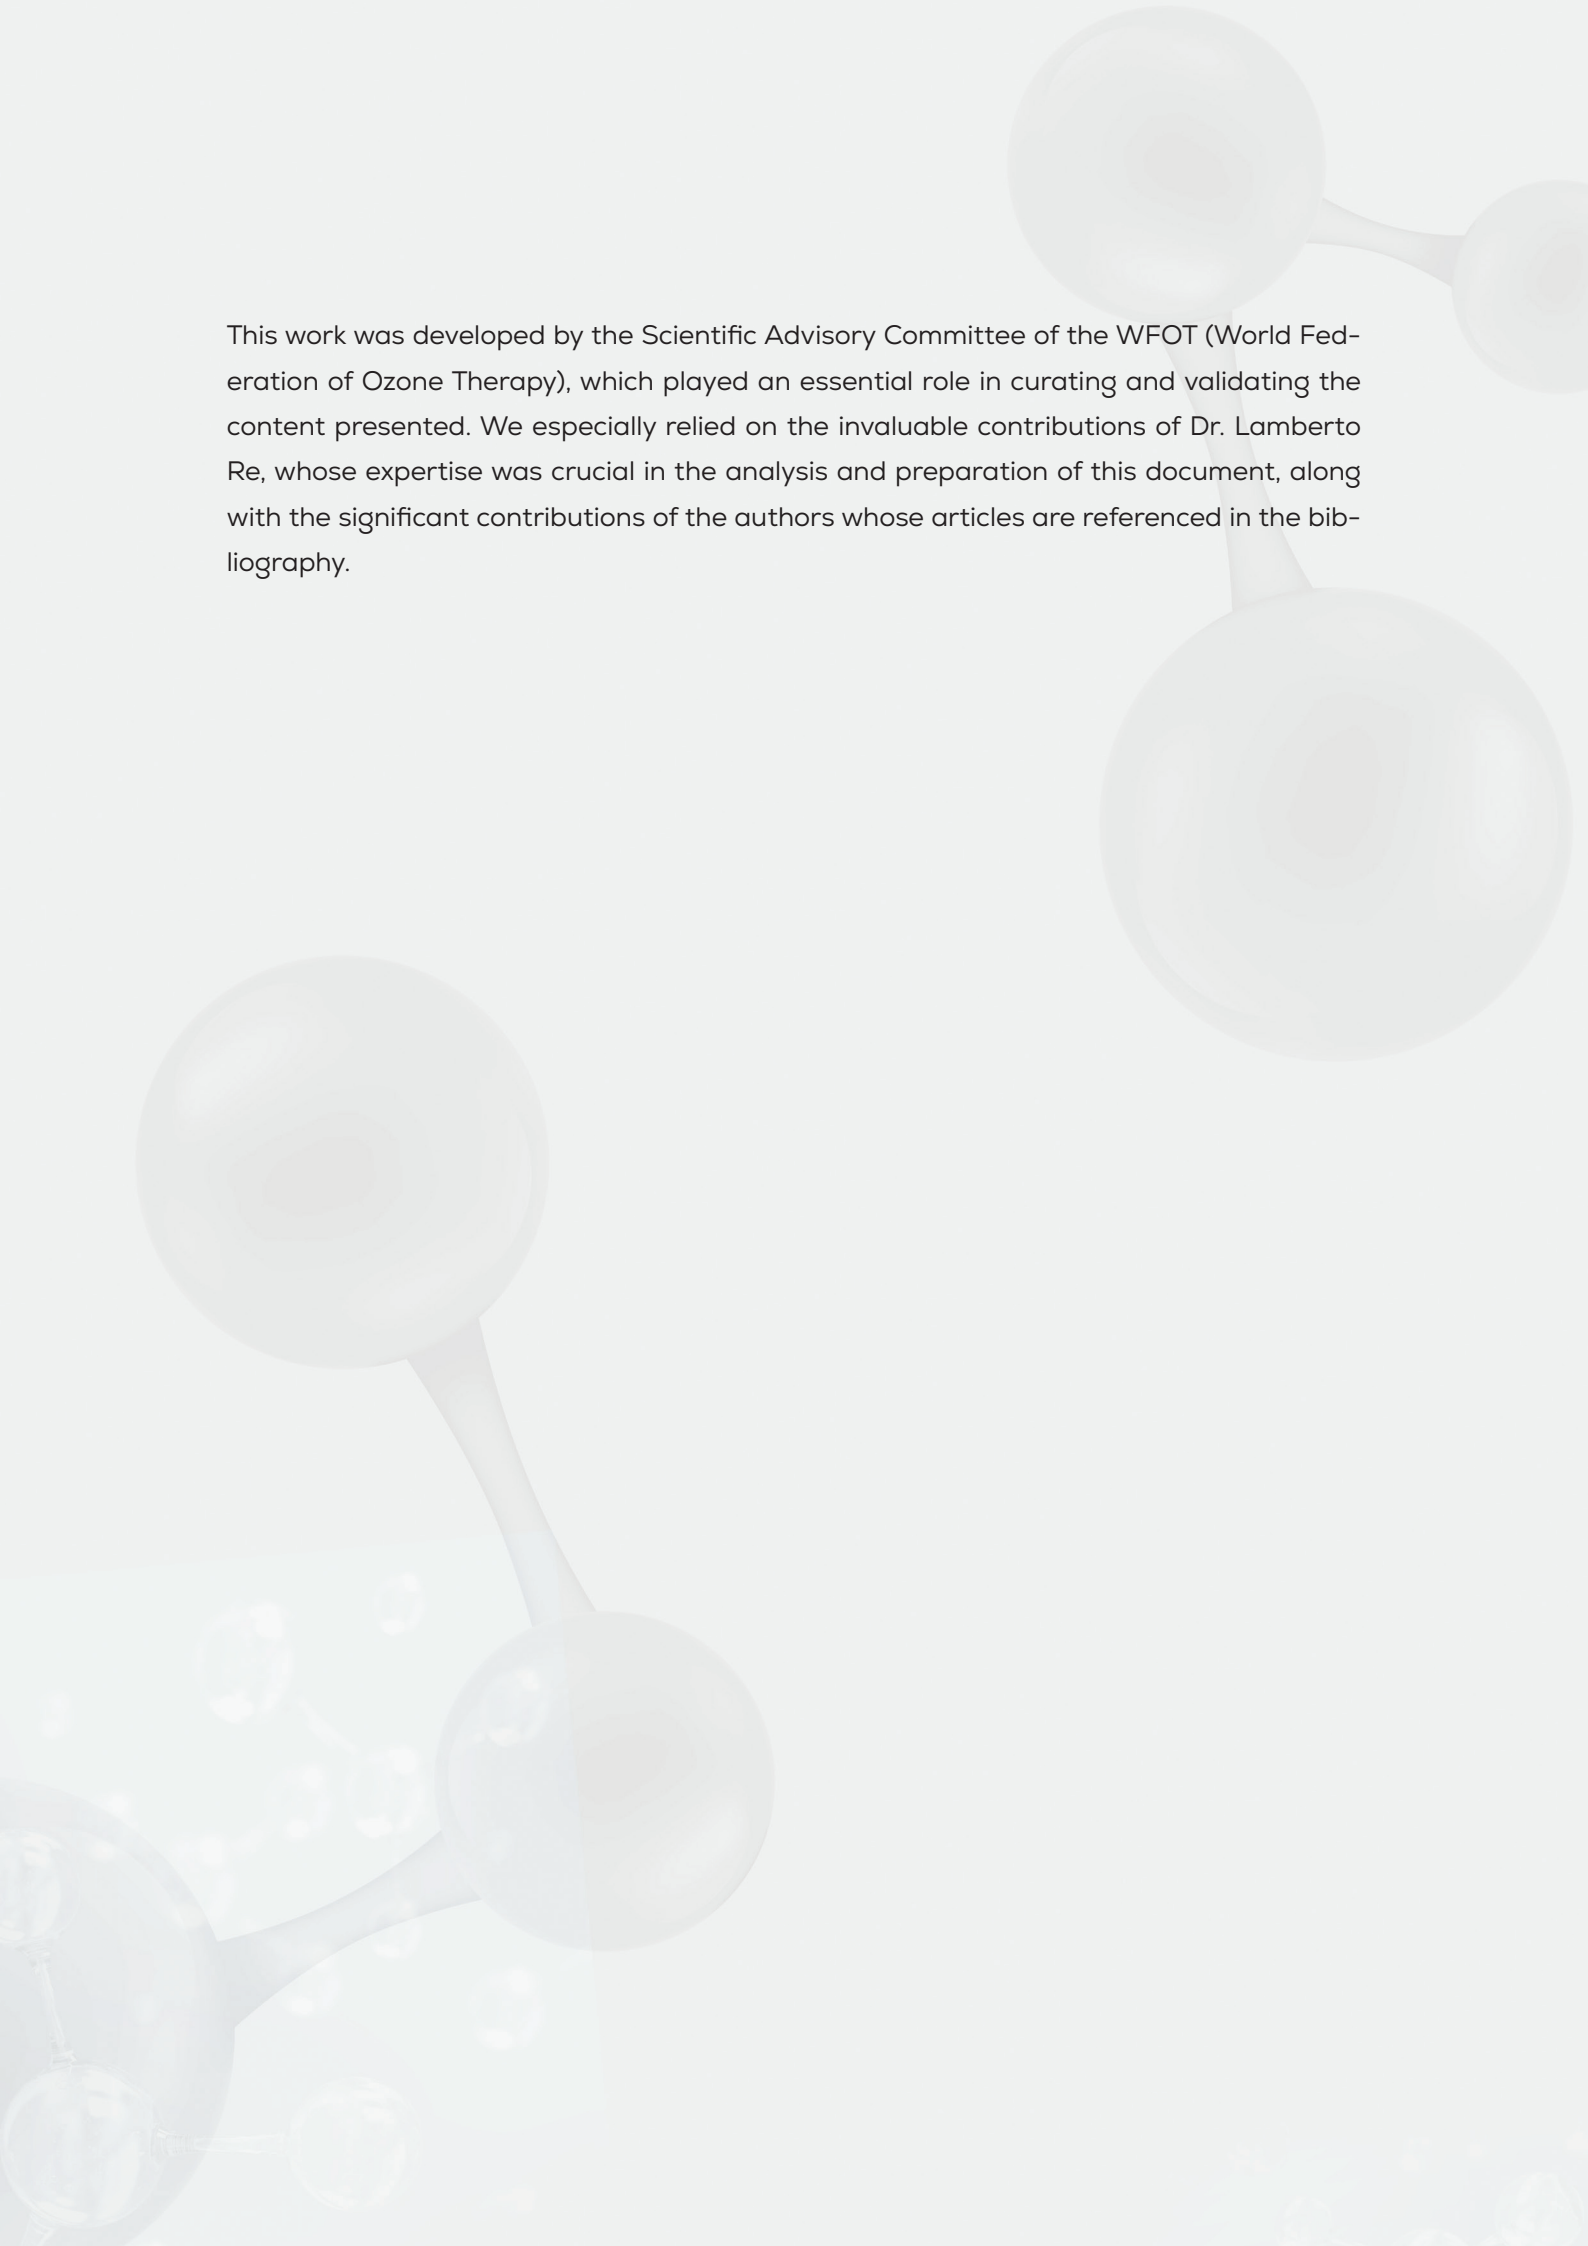 This work was developed by the Scientific Advisory Committee of the WFOT (World Fed-
eration of Ozone Therapy), which played an essential role in curating and validating the
content presented. We especially relied on the invaluable contributions of Dr. Lamberto
Re, whose expertise was crucial in the analysis and preparation of this document, along
with the significant contributions of the authors whose articles are referenced in the bib-
liography.